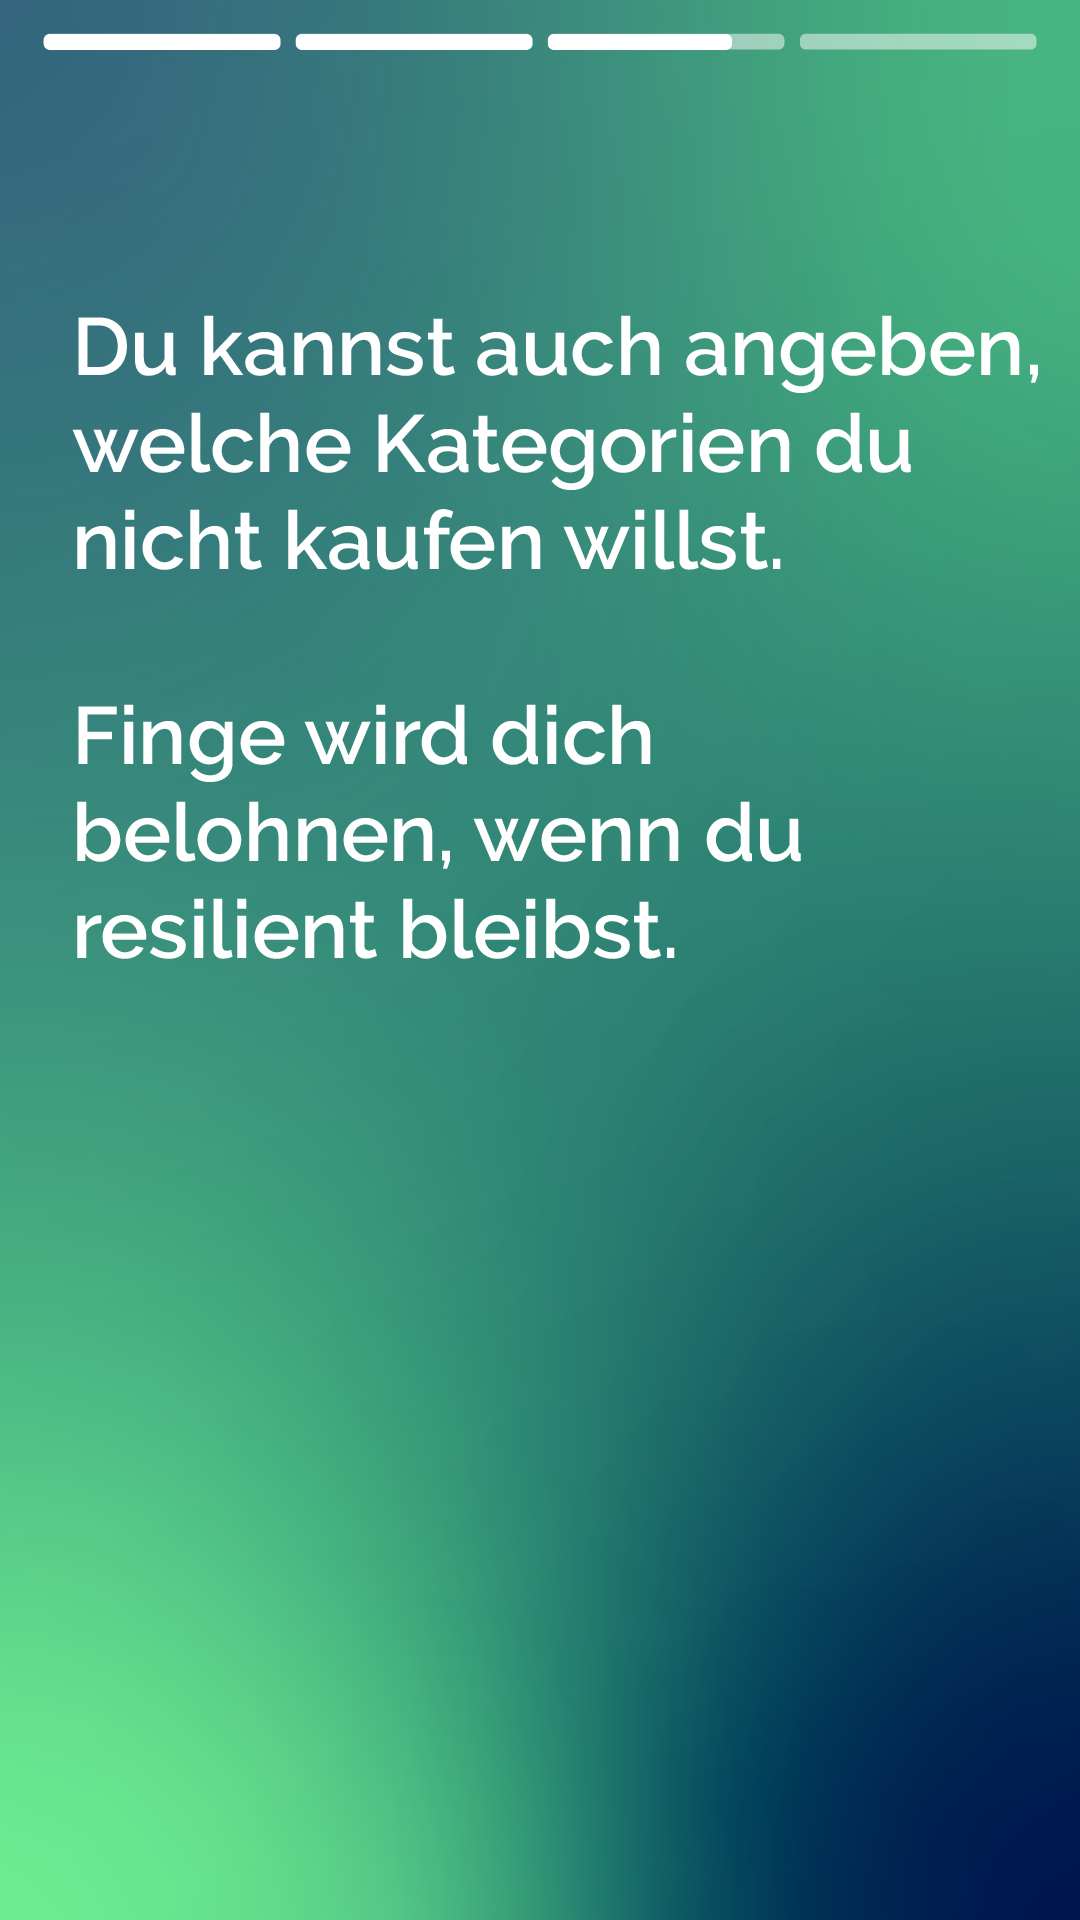 Du kannst auch angeben,
welche Kategorien du
nicht kaufen willst.
Finge wird dich
belohnen, wenn du
resilient bleibst.